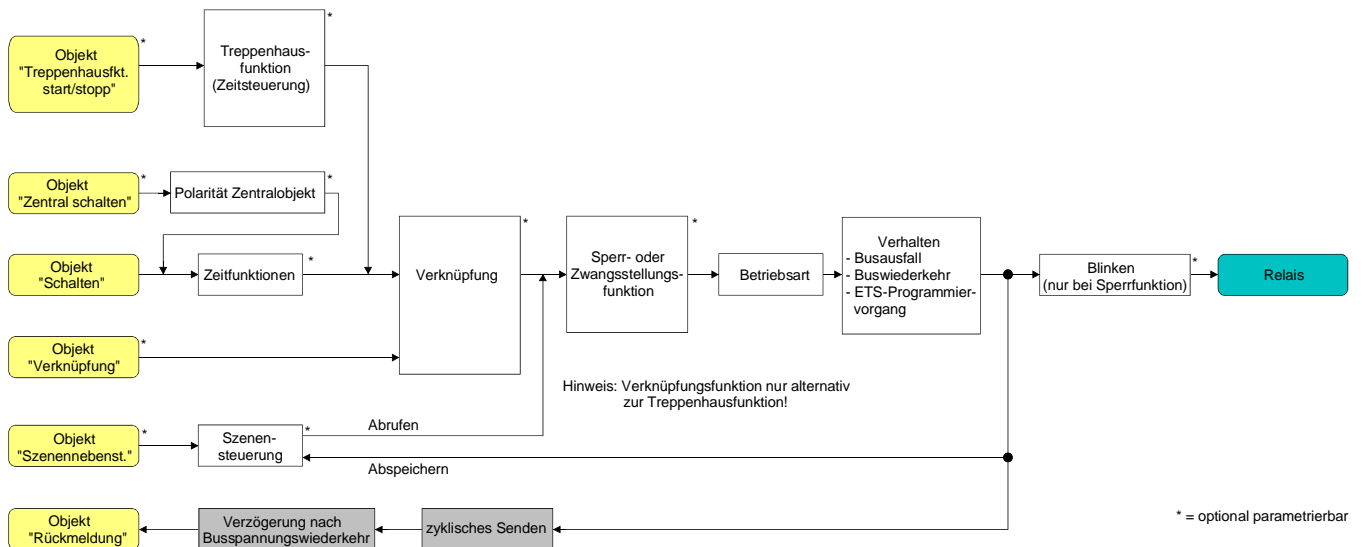 Objekt
"Treppenhausfkt.
start/stopp"
*
Treppenhaus-
funktion
(Zeitsteuerung)
*
Objekt
"Zentral schalten"
*
Polarität Zentralobjekt
*
Objekt
"Schalten"
Zeitfunktionen
*
Verknüpfung
*
Sperr- oder
Zwangsstellungs-
funktion
*
Betriebsart
Verhalten
- Busausfall
- Buswiederkehr
- ETS-Programmier-
vorgang
Blinken
(nur bei Sperrfunktion)
*
Relais
Objekt
"Verknüpfung"
*
Hinweis: Verknüpfungsfunktion nur alternativ
zur Treppenhausfunktion!
Objekt
"Szenennebenst."
*
Szenen-
steuerung
*
Abrufen
Abspeichern
Objekt
"Rückmeldung"
*
Verzögerung nach
Busspannungswiederkehr
zyklisches Senden
* = optional parametrierbar